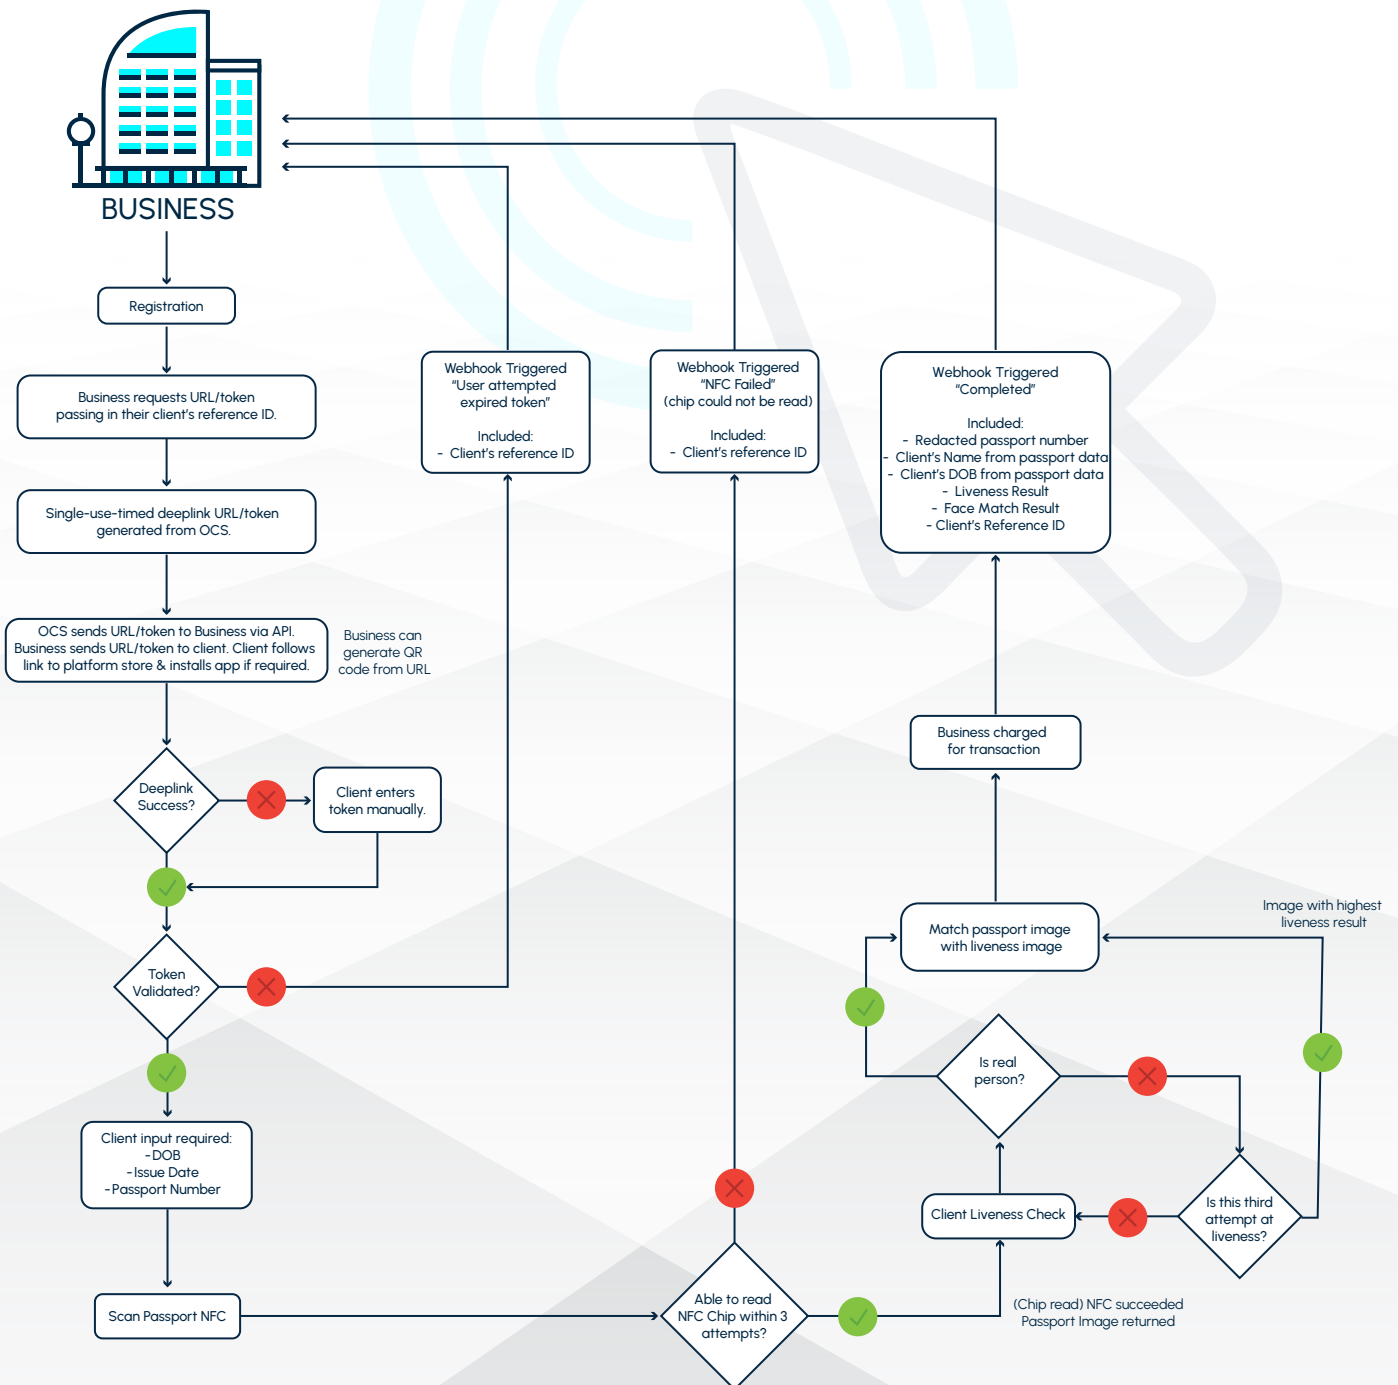 BUSINESS
Registration
Business requests URL/token
passing in their client's reference ID.
Single-use-timed deeplink URL/token
generated from OCS.
OCS sends URL/token to Business via API.
Business sends URL/token to client. Client follows
link to platform store & installs app if required.
Business can
generate QR
code from URL
Deeplink
Success?
Client enters
token manually.
Token
Validated?
Client input required:
-DOB
-Issue Date
-Passport Number
Scan Passport NFC
Webhook Triggered
“User attempted
expired token”
Included:
- Client's reference ID
Webhook Triggered
“NFC Failed”
(chip could not be read)
Included:
- Client's reference ID
Webhook Triggered
“Completed”
Included:
- Redacted passport number
- Client's Name from passport data
- Client's DOB from passport data
- Liveness Result
- Face Match Result
- Client's Reference ID
Business charged
for transaction
Match passport image
with liveness image
Image with highest
liveness result
Is real
person?
Client Liveness Check
Is this third
attempt at
liveness?
Able to read
NFC Chip within 3
attempts?
(Chip read) NFC succeeded
Passport Image returned